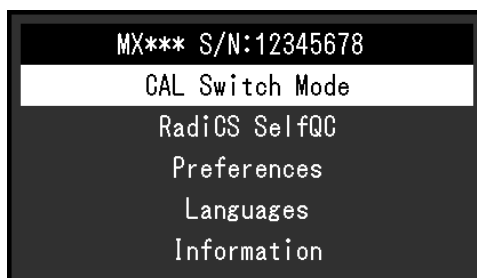 MX*** S/N:12345678
CAL Switch Mode
RadiCS SelfQC
Preferences
Languages
Information